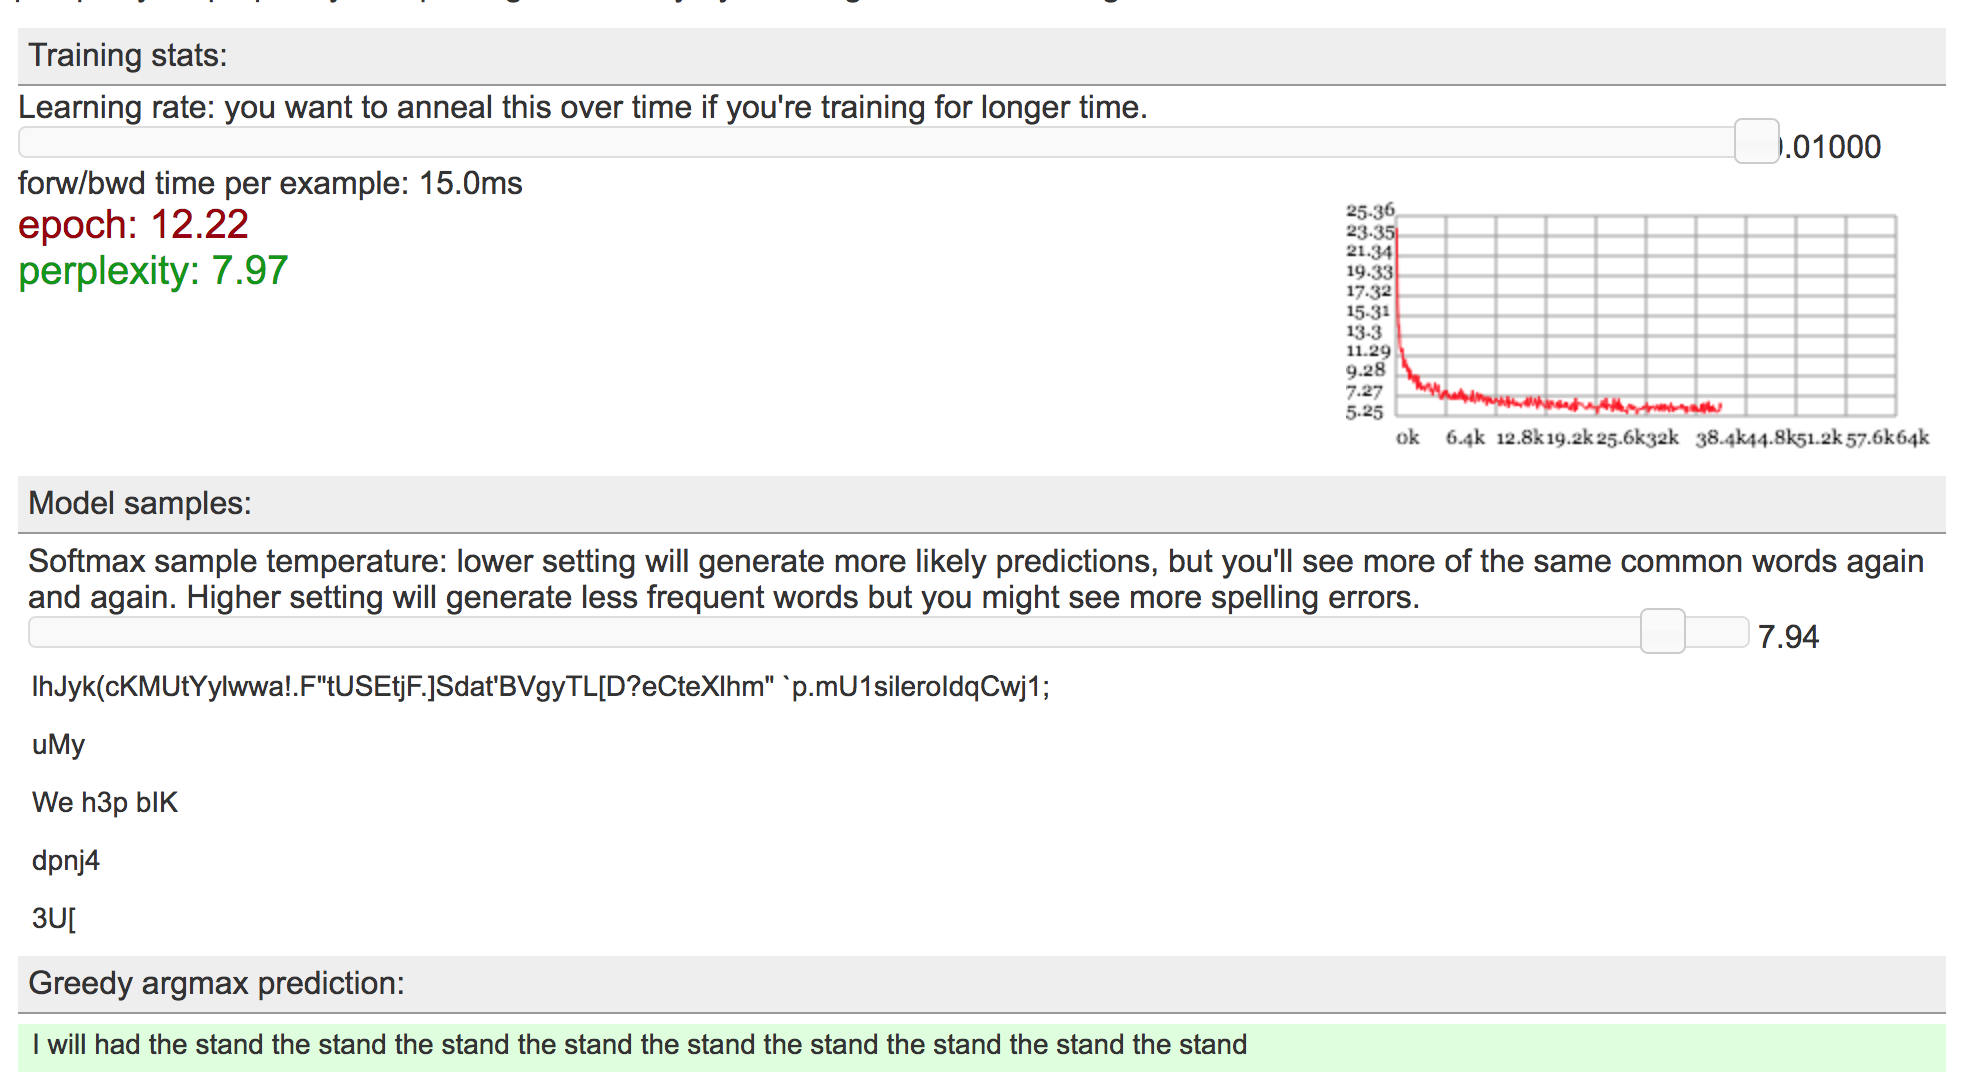 Training stats:
Learning rate: you want to anneal this over time if you're training for longer time.
.01000
forw/bwd time per example: 15.0ms
epoch: 12.22
perplexity: 7.97
25.36
23.35
21.34
19.33
17.32
15.31
13.3
11.29
9.28
7.27
5.25
0k 6.4k 12.8k 19.2k 25.6k 32k 38.4k 44.8k 51.2k 57.6k 64k
Model samples:
Softmax sample temperature: lower setting will generate more likely predictions, but you'll see more of the same common words again
and again. Higher setting will generate less frequent words but you might see more spelling errors.
7.94
lhJyk(cKMUtYylwwa!.F"tUSEtjF.]Sdat'BVgyTL[D?eCteXlhm" `p.mU1sileroldqCwj1;
uMy
We h3p blK
dpnj4
3U[
Greedy argmax prediction:
I will had the stand the stand the stand the stand the stand the stand the stand the stand the stand